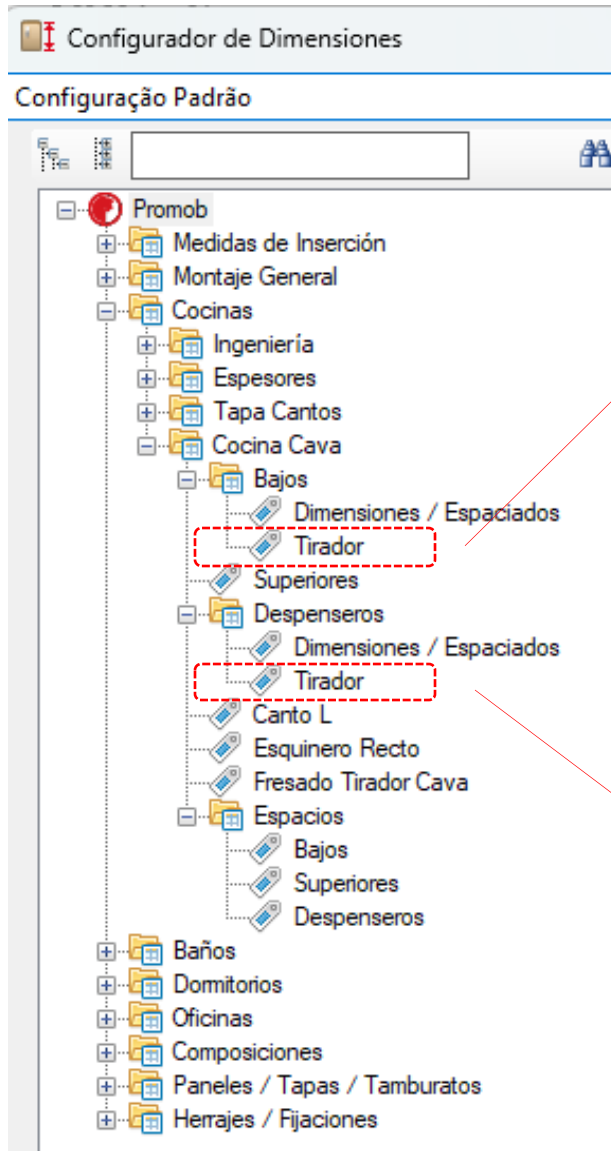 Configurador de Dimensiones
Configuração Padrão
Promob
Medidas de Inserción
Montaje General
Cocinas
Ingeniería
Espesores
Tapa Cantos
Cocina Cava
Bajos
Dimensiones / Espaciados
Tirador
Superiores
Despenseros
Dimensiones / Espaciados
Tirador
Canto L
Esquinero Recto
Fresado Tirador Cava
Espacios
Bajos
Superiores
Despenseros
Baños
Dormitorios
Oficinas
Composiciones
Paneles / Tapas / Tamburatos
Herrajes / Fijaciones